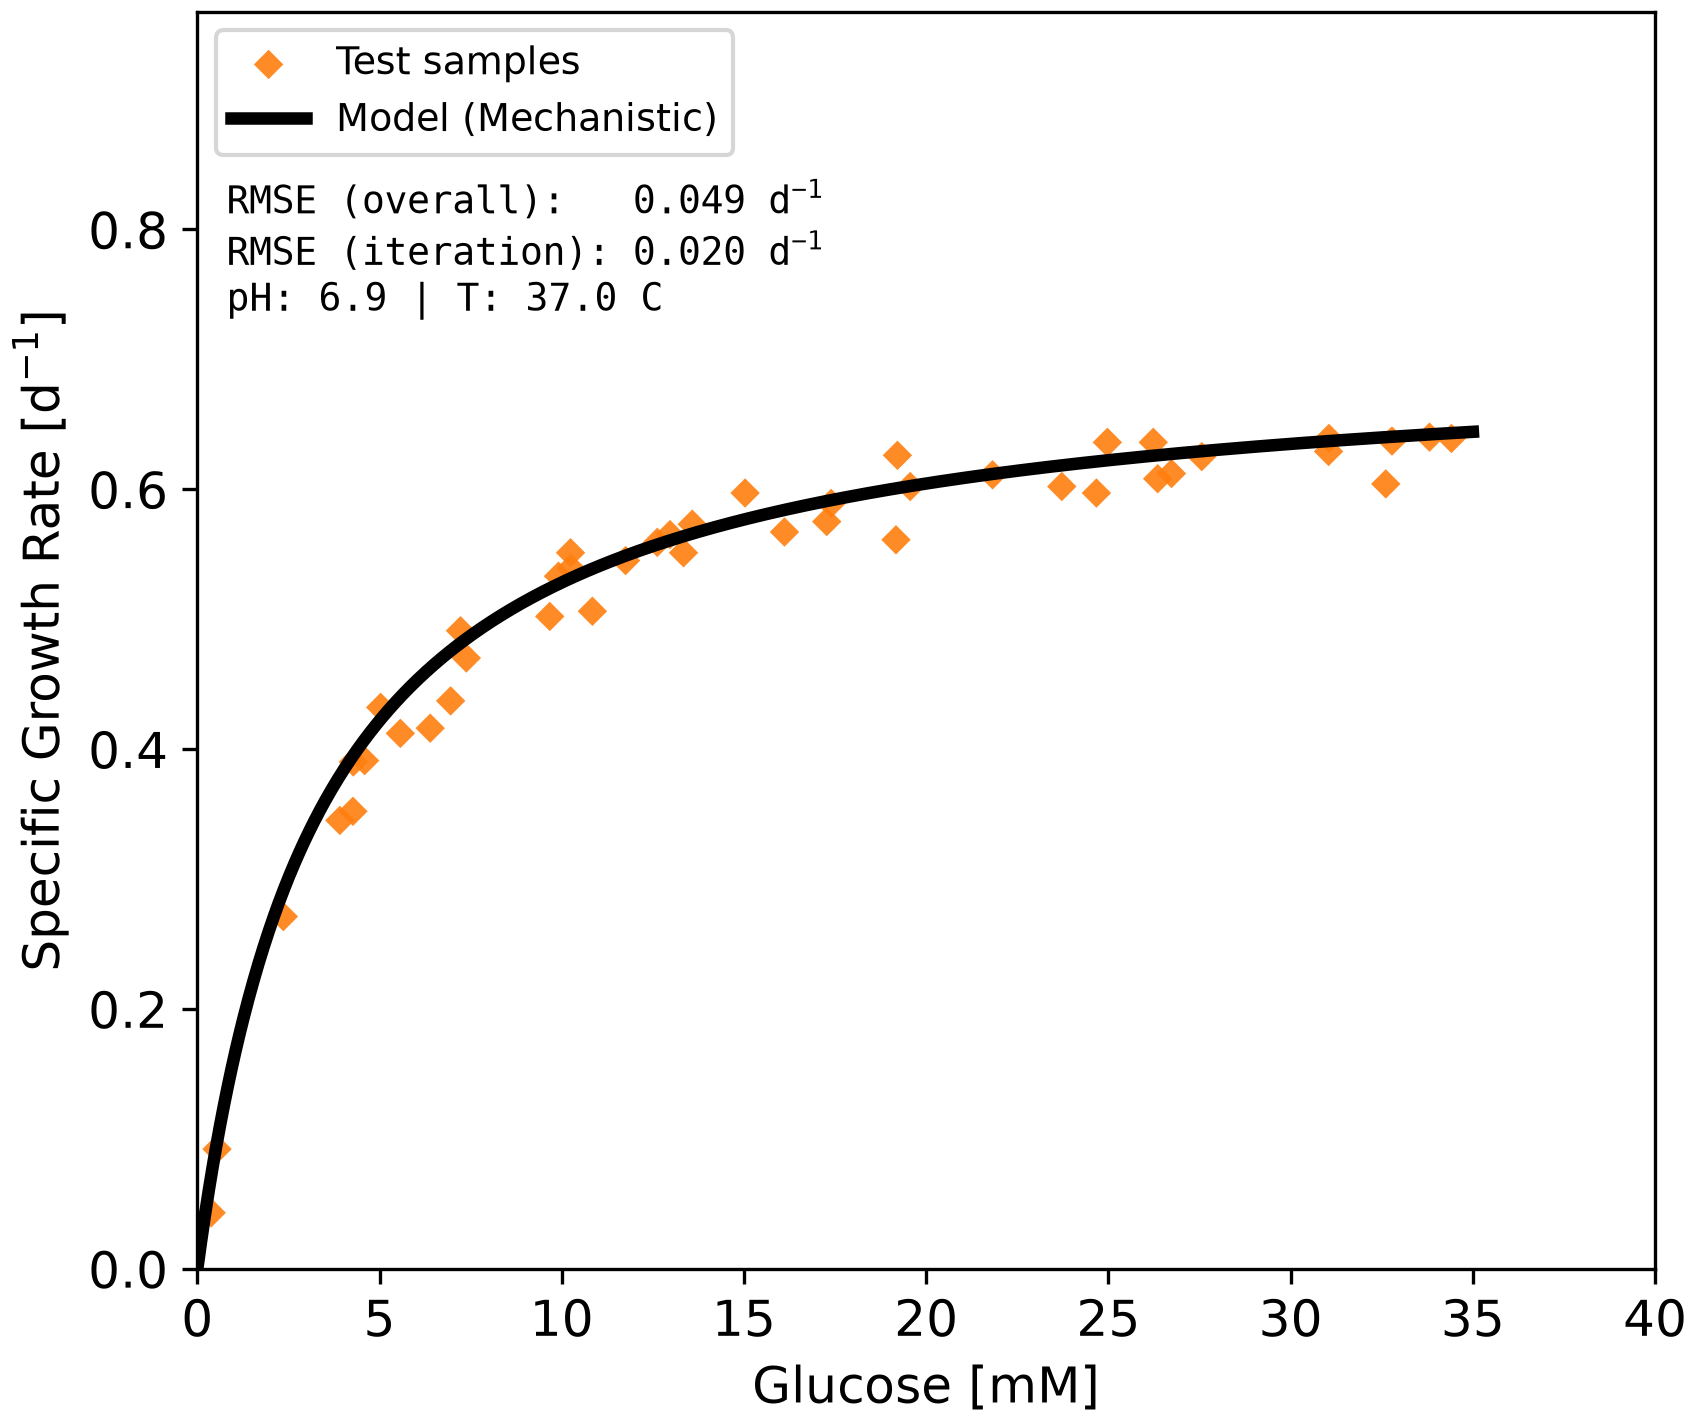 Test samples
Model (Mechanistic)
RMSE (overall): 0.049 d⁻¹
RMSE (iteration): 0.020 d⁻¹
pH: 6.9 | T: 37.0 C
Specific Growth Rate [d⁻¹]
0.8
0.6
0.4
0.2
0.0
0 5 10 15 20 25 30 35 40
Glucose [mM]